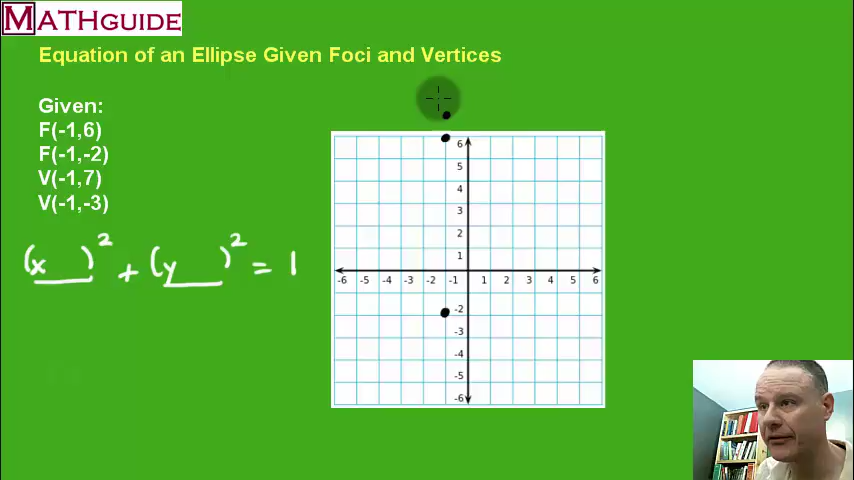 MATHGUIDE
Equation of an Ellipse Given Foci and Vertices
Given:
F(-1,6)
F(-1,-2)
V(-1,7)
V(-1,-3)
(x __)² + (y __)² = 1
6
5
4
3
2
1
-6 -5 -4 -3 -2 -1 1 2 3 4 5 6
-2
-3
-4
-5
-6